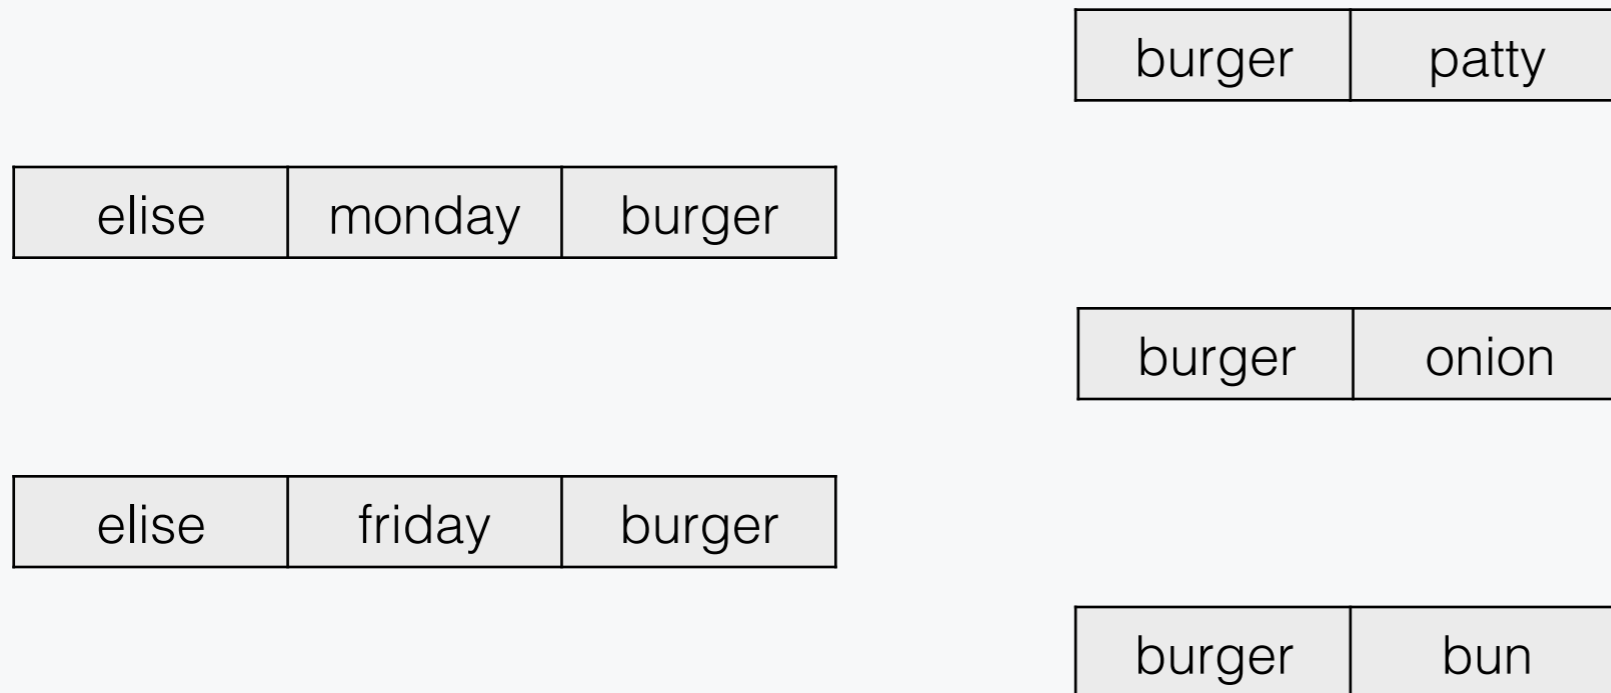 burger patty
elise monday burger
burger onion
elise friday burger
burger bun